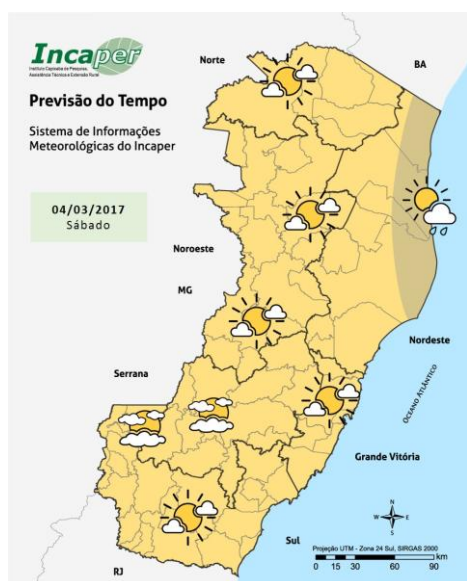 Incaper
Instituto Capixaba de Pesquisa,
Assistência Técnica e Extensão Rural
Previsão do Tempo
Sistema de Informações
Meteorológicas do Incaper
04/03/2017
Sábado
Norte
BA
Noroeste
MG
Nordeste
Serrana
OCEANO ATLÂNTICO
Grande Vitória
Sul
RJ
N
W
E
S
Projeção UTM - Zona 24 Sul, SIRGAS 2000
0 15 30 60 90
km